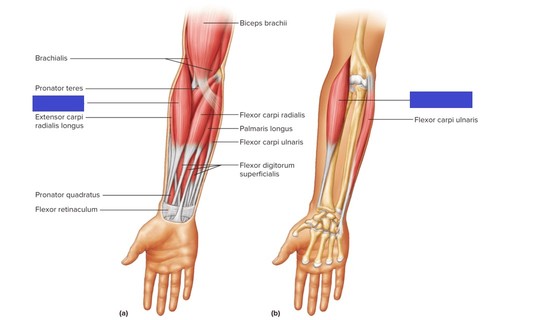 Biceps brachii
Brachialis
Pronator teres
Extensor carpi
radialis longus
Flexor carpi radialis
Palmaris longus
Flexor carpi ulnaris
Flexor digitorum
superficialis
Pronator quadratus
Flexor retinaculum
Flexor carpi ulnaris
(a)
(b)